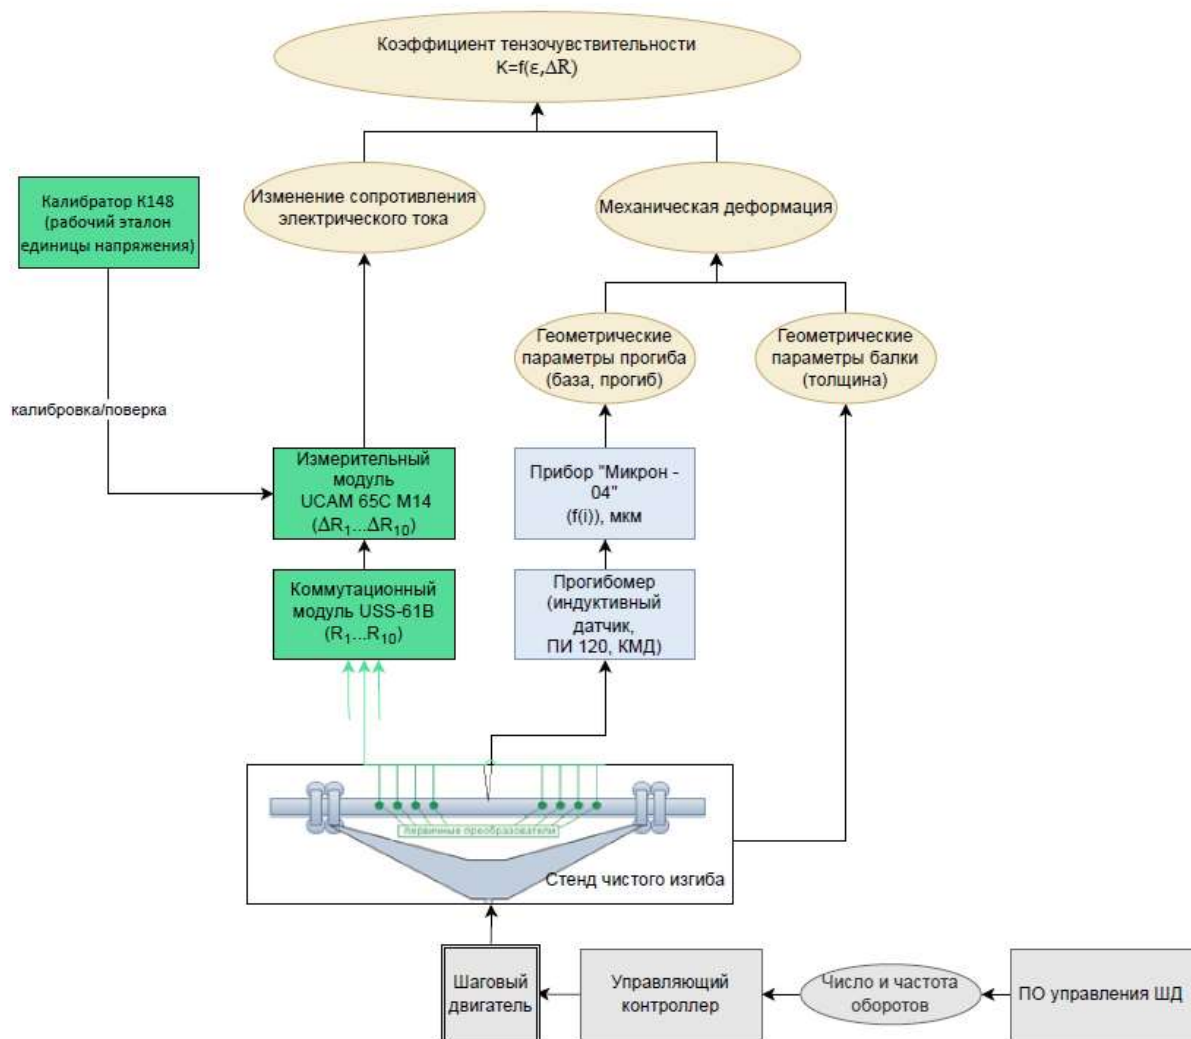 Коэффициент тензочувствительности
K=f(ε,ΔR)
Калибратор К148
(рабочий эталон
единицы напряжения)
Изменение сопротивления
электрического тока
Механическая деформация
Геометрические
параметры прогиба
(база, прогиб)
Геометрические
параметры балки
(толщина)
калибровка/поверка
Измерительный
модуль
UCAM 65C M14
(ΔR1...ΔR10)
Прибор "Микрон -
04"
(f(i)), мкм
Коммутационный
модуль USS-61B
(R1...R10)
Прогибомер
(индуктивный
датчик,
ПИ 120, КМД)
первичные преобразователи
Стенд чистого изгиба
Шаговый
двигатель
Управляющий
контроллер
Число и частота
оборотов
ПО управления ШД